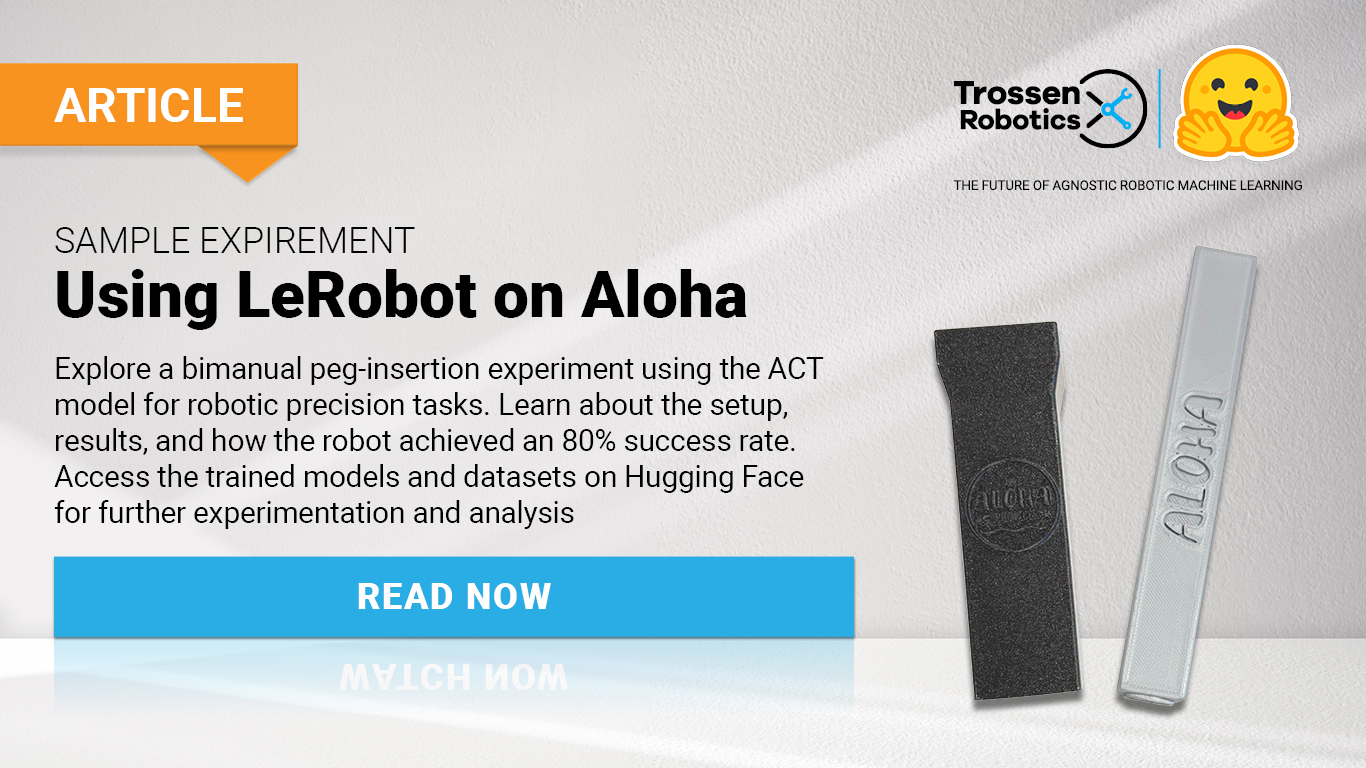 ARTICLE
Trossen
Robotics
THE FUTURE OF AGNOSTIC ROBOTIC MACHINE LEARNING
SAMPLE EXPIREMENT
Using LeRobot on Aloha
Explore a bimanual peg-insertion experiment using the ACT
model for robotic precision tasks. Learn about the setup,
results, and how the robot achieved an 80% success rate.
Access the trained models and datasets on Hugging Face
for further experimentation and analysis
READ NOW
WATCH NOW
ALOHA
ALOHA